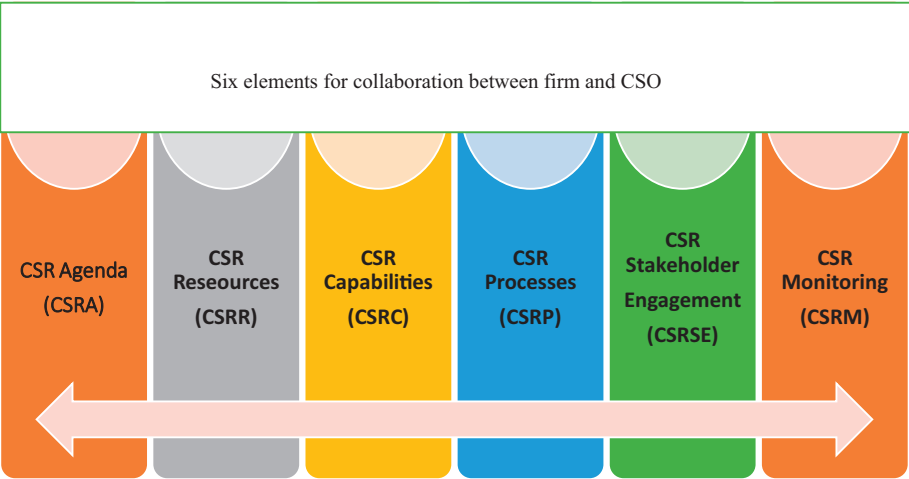 Six elements for collaboration between firm and CSO
CSR Agenda
(CSRA)
CSR
Reseources
(CSRR)
CSR
Capabilities
(CSRC)
CSR
Processes
(CSRP)
CSR
Stakeholder
Engagement
(CSRSE)
CSR
Monitoring
(CSRM)